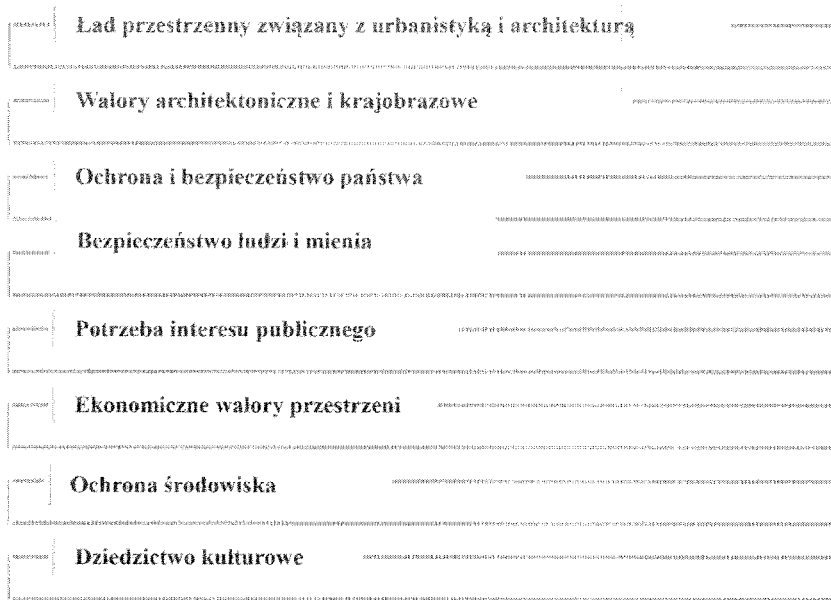 Ład przestrzenny związany z urbanistyką i architekturą
Walory architektoniczne i krajobrazowe
Ochrona i bezpieczeństwo państwa
Bezpieczeństwo ludzi i mienia
Potrzeba interesu publicznego
Ekonomiczne walory przestrzeni
Ochrona środowiska
Dziedzictwo kulturowe